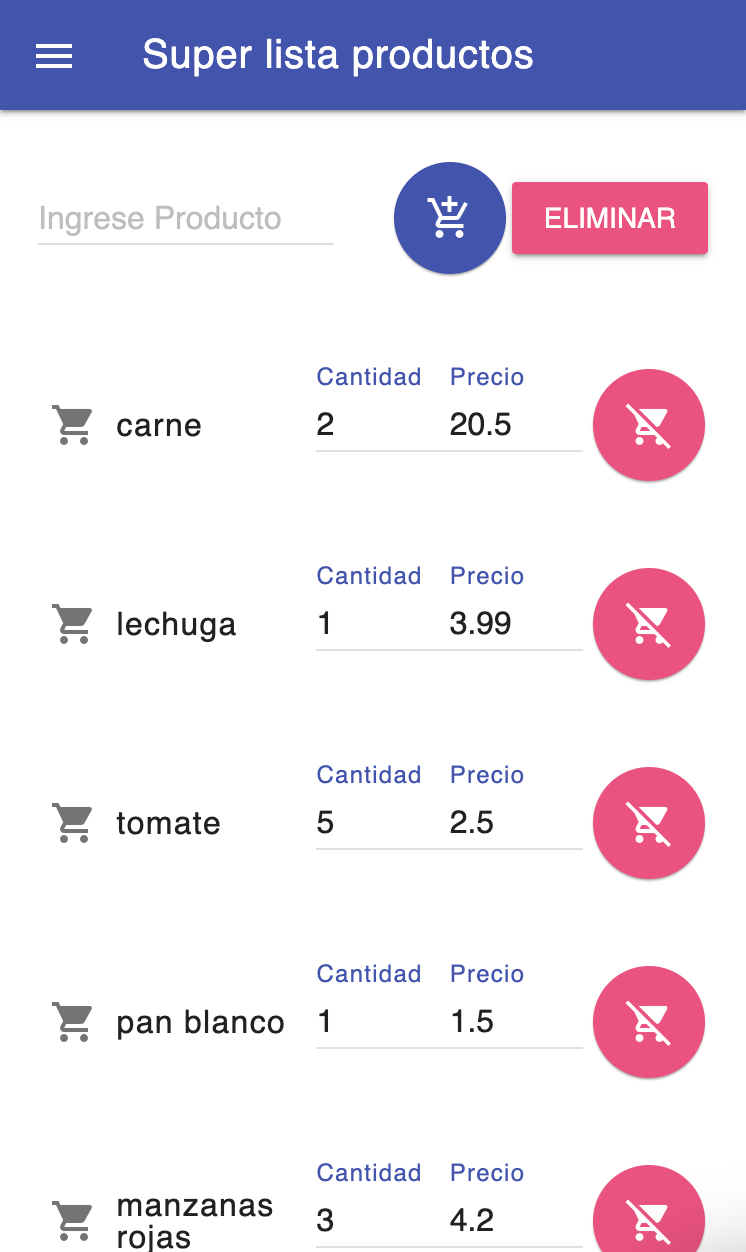 Super lista productos
Ingrese Producto
ELIMINAR
Cantidad Precio
carne 2 20.5
Cantidad Precio
lechuga 1 3.99
Cantidad Precio
tomate 5 2.5
Cantidad Precio
pan blanco 1 1.5
Cantidad Precio
manzanas 3 4.2
rojas